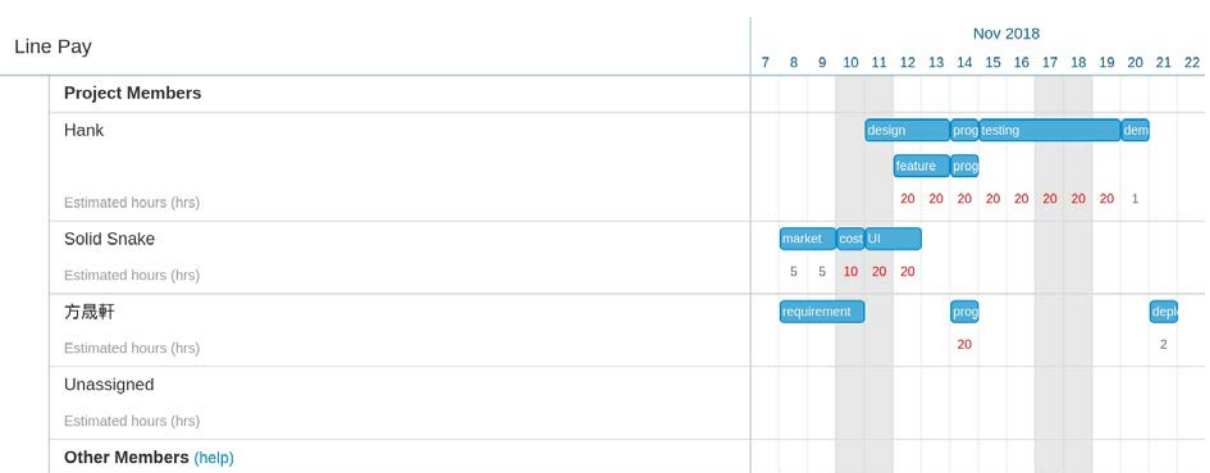 Nov 2018
Line Pay
7 8 9 10 11 12 13 14 15 16 17 18 19 20 21 22
Project Members
Hank design prog testing dem
feature prog
Estimated hours (hrs) 20 20 20 20 20 20 20 20 1
Solid Snake market cost UI
Estimated hours (hrs) 5 5 10 20 20
方晟軒 requirement prog depl
Estimated hours (hrs) 20 2
Unassigned
Estimated hours (hrs)
Other Members (help)